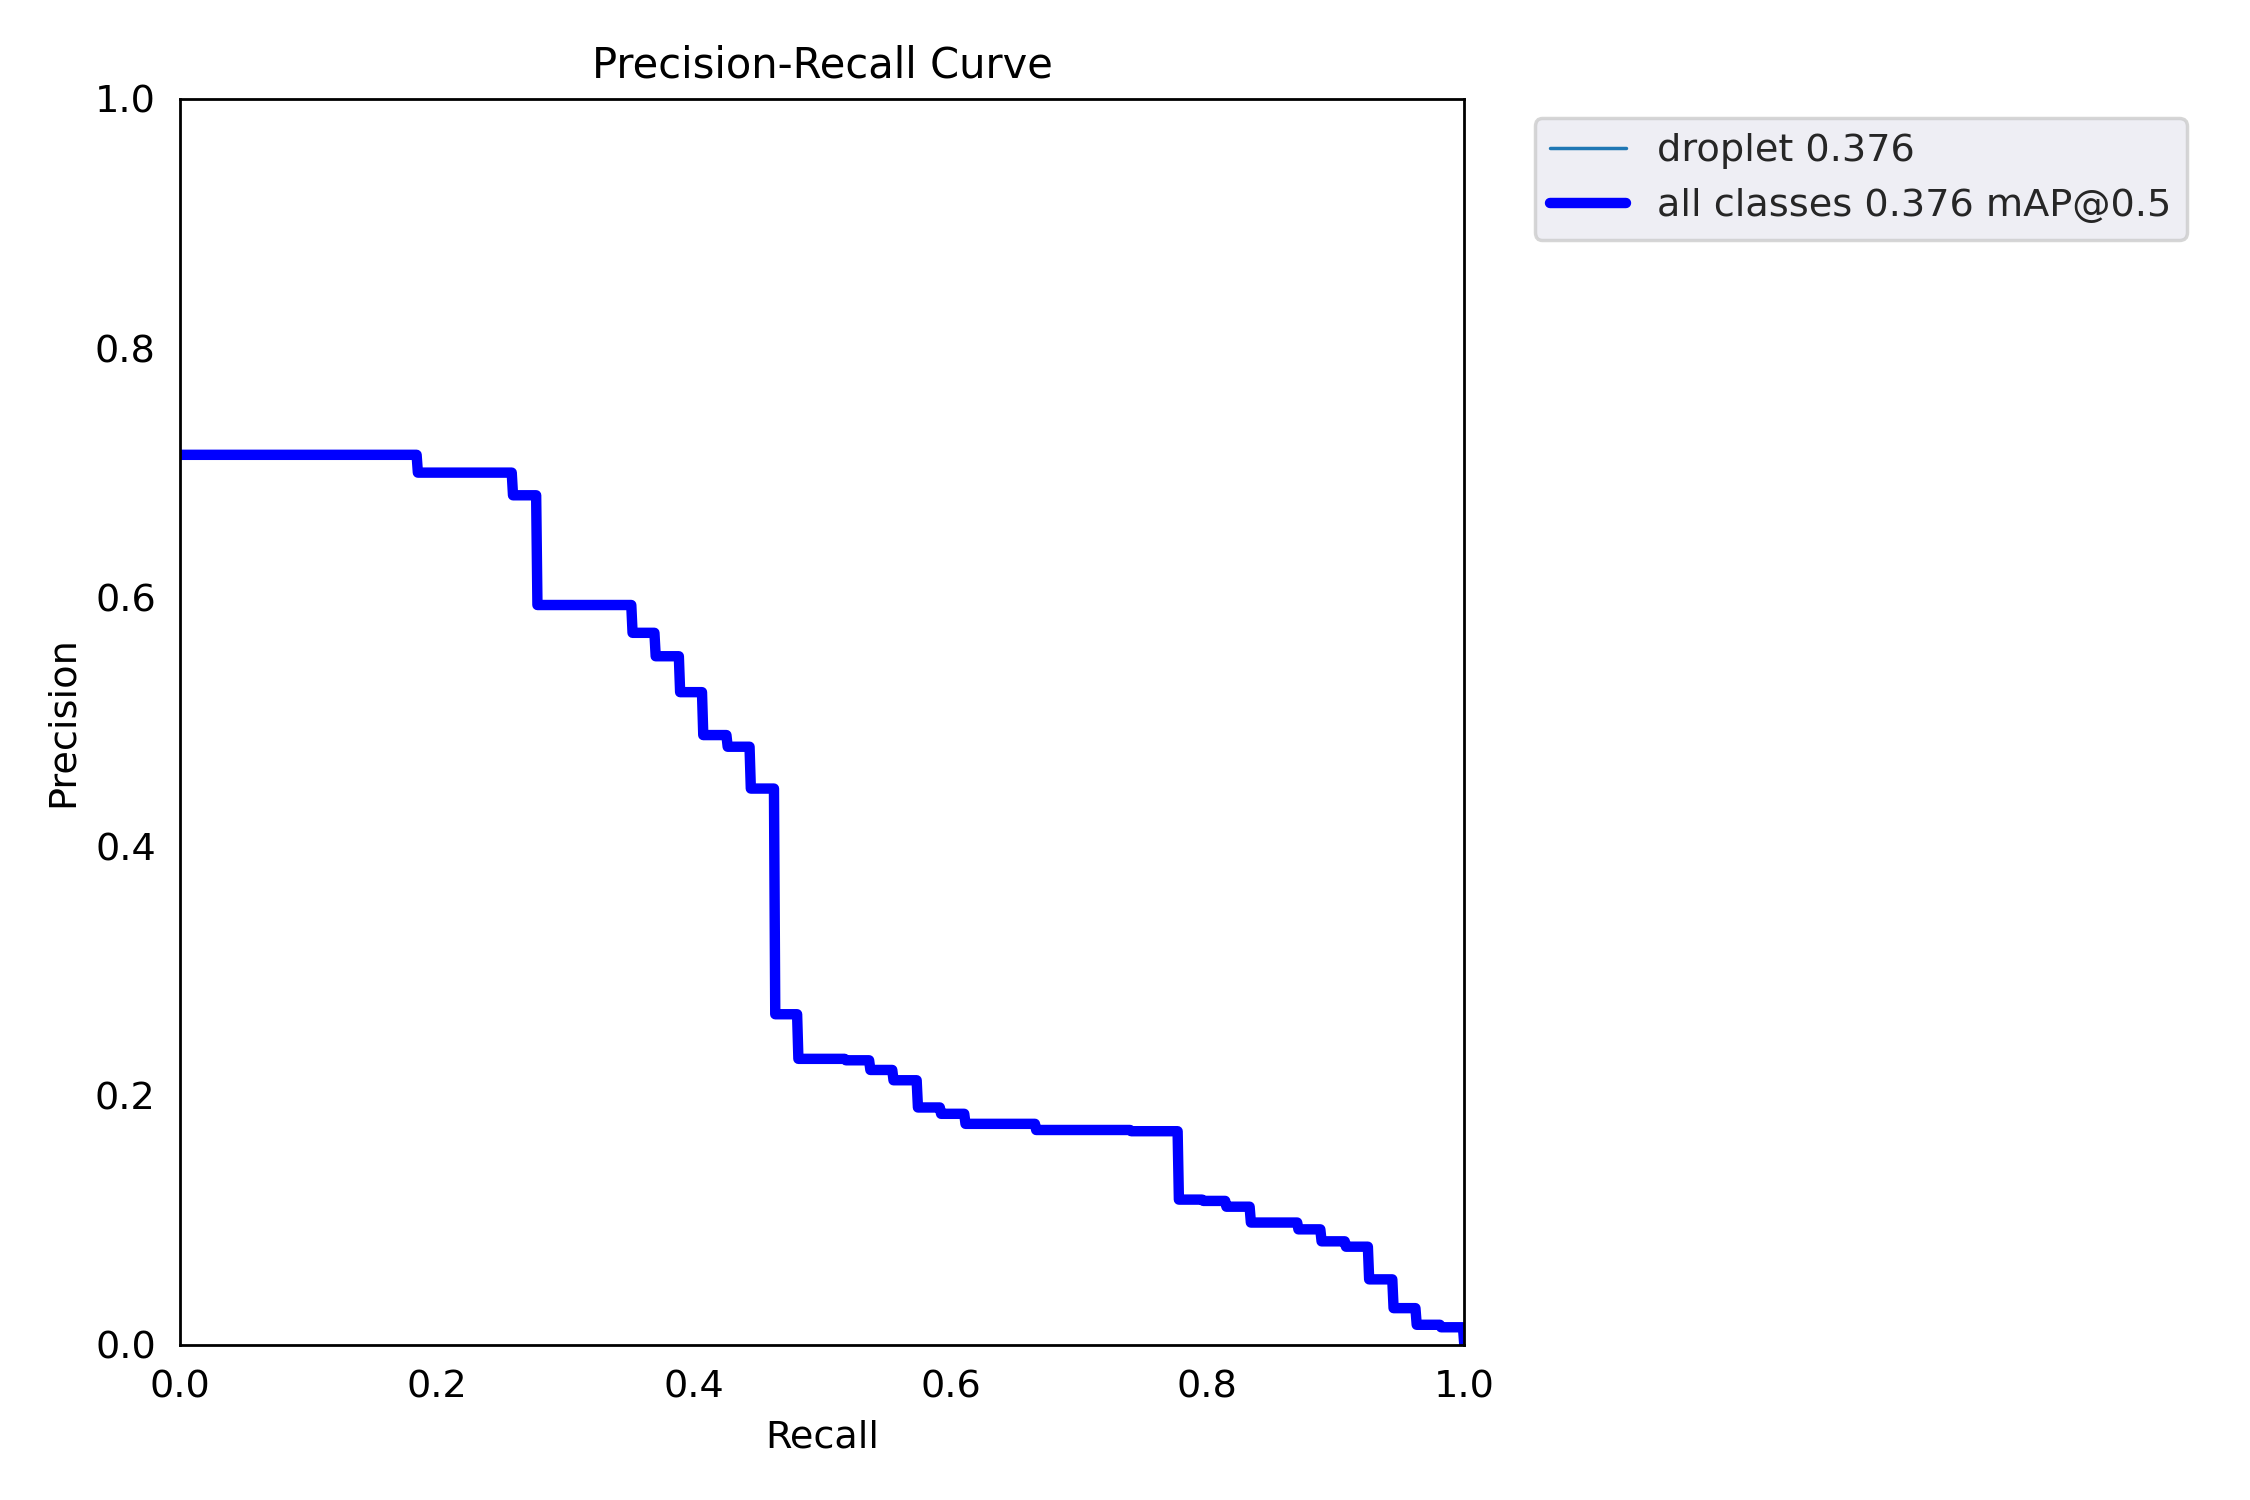 Precision-Recall Curve
1.0
0.8
0.6
0.4
0.2
0.0
Precision
0.0 0.2 0.4 0.6 0.8 1.0
Recall
droplet 0.376
all classes 0.376 mAP@0.5